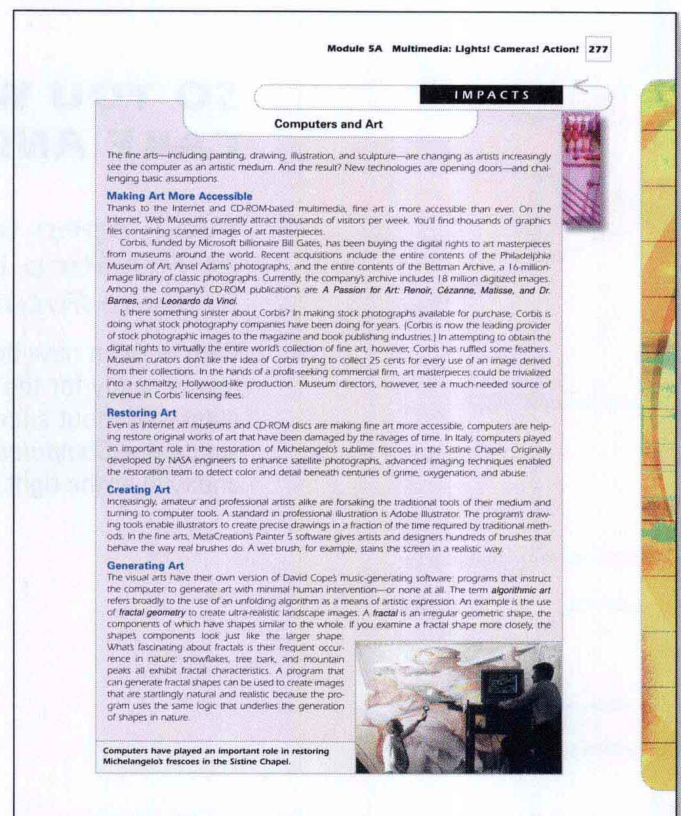 Module 5A Multimedia: Lights! Cameras! Action! 277
IMPACTS
Computers and Art
The fine arts—including painting, drawing, illustration, and sculpture—are changing as artists increasingly
see the computer as an artistic medium. And the result? New technologies are opening doors—and chal-
lenging basic assumptions.
Making Art More Accessible
Thanks to the Internet and CD-ROM-based multimedia, fine art is more accessible than ever. On the
Internet, Web Museums currently attract thousands of visitors per week. You'll find thousands of graphics
files containing scanned images of art masterpieces.
Corbis, funded by Microsoft billionaire Bill Gates, has been buying the digital rights to art masterpieces
from museums around the world. Recent acquisitions include the entire contents of the Philadelphia
Museum of Art, Ansel Adams' photographs, and the entire contents of the Bettman Archive, a 16-million-
image library of classic photographs. Currently, the company's archive includes 18 million digitized images.
Among the company's CD-ROM publications are A Passion for Art: Renoir, Cézanne, Matisse, and Dr.
Barnes, and Leonardo da Vinci.
Is there something sinister about Corbis? In making stock photographs available for purchase, Corbis is
doing what stock photography companies have been doing for years. (Corbis is now the leading provider
of stock photographic images to the magazine and book publishing industries.) In attempting to obtain the
digital rights to virtually the entire world's collection of fine art, however, Corbis has ruffled some feathers.
Museum curators don't like the idea of Corbis trying to collect 25 cents for every use of an image derived
from their collections. In the hands of a profit-seeking commercial firm, art masterpieces could be trivialized
into a schmaltzy, Hollywood-like production. Museum directors, however, see a much-needed source of
revenue in Corbis' licensing fees.
Restoring Art
Even as Internet art museums and CD-ROM discs are making fine art more accessible, computers are help-
ing restore original works of art that have been damaged by the ravages of time. In Italy, computers played
an important role in the restoration of Michelangelo's sublime frescoes in the Sistine Chapel. Originally
developed by NASA engineers to enhance satellite photographs, advanced imaging techniques enabled
the restoration team to detect color and detail beneath centuries of grime, oxygenation, and abuse.
Creating Art
Increasingly, amateur and professional artists alike are forsaking the traditional tools of their medium and
turning to computer tools. A standard in professional illustration is Adobe Illustrator. The program's draw-
ing tools enable illustrators to create precise drawings in a fraction of the time required by traditional meth-
ods. In the fine arts, MetaCreation's Painter 5 software gives artists and designers hundreds of brushes that
behave the way real brushes do. A wet brush, for example, stains the screen in a realistic way.
Generating Art
The visual arts have their own version of David Cope's music-generating software: programs that instruct
the computer to generate art with minimal human intervention—or none at all. The term algorithmic art
refers broadly to the use of an unfolding algorithm as a means of artistic expression. An example is the use
of fractal geometry to create ultra-realistic landscape images. A fractal is an irregular geometric shape, the
components of which have shapes similar to the whole. If you examine a fractal shape more closely, the
shape's components look just like the larger shape.
What's fascinating about fractals is their frequent occur-
rence in nature: snowflakes, tree bark, and mountain
peaks all exhibit fractal characteristics. A program that
can generate fractal shapes can be used to create images
that are startlingly natural and realistic because the pro-
gram uses the same logic that underlies the generation
of shapes in nature.
Computers have played an important role in restoring
Michelangelo's frescoes in the Sistine Chapel.